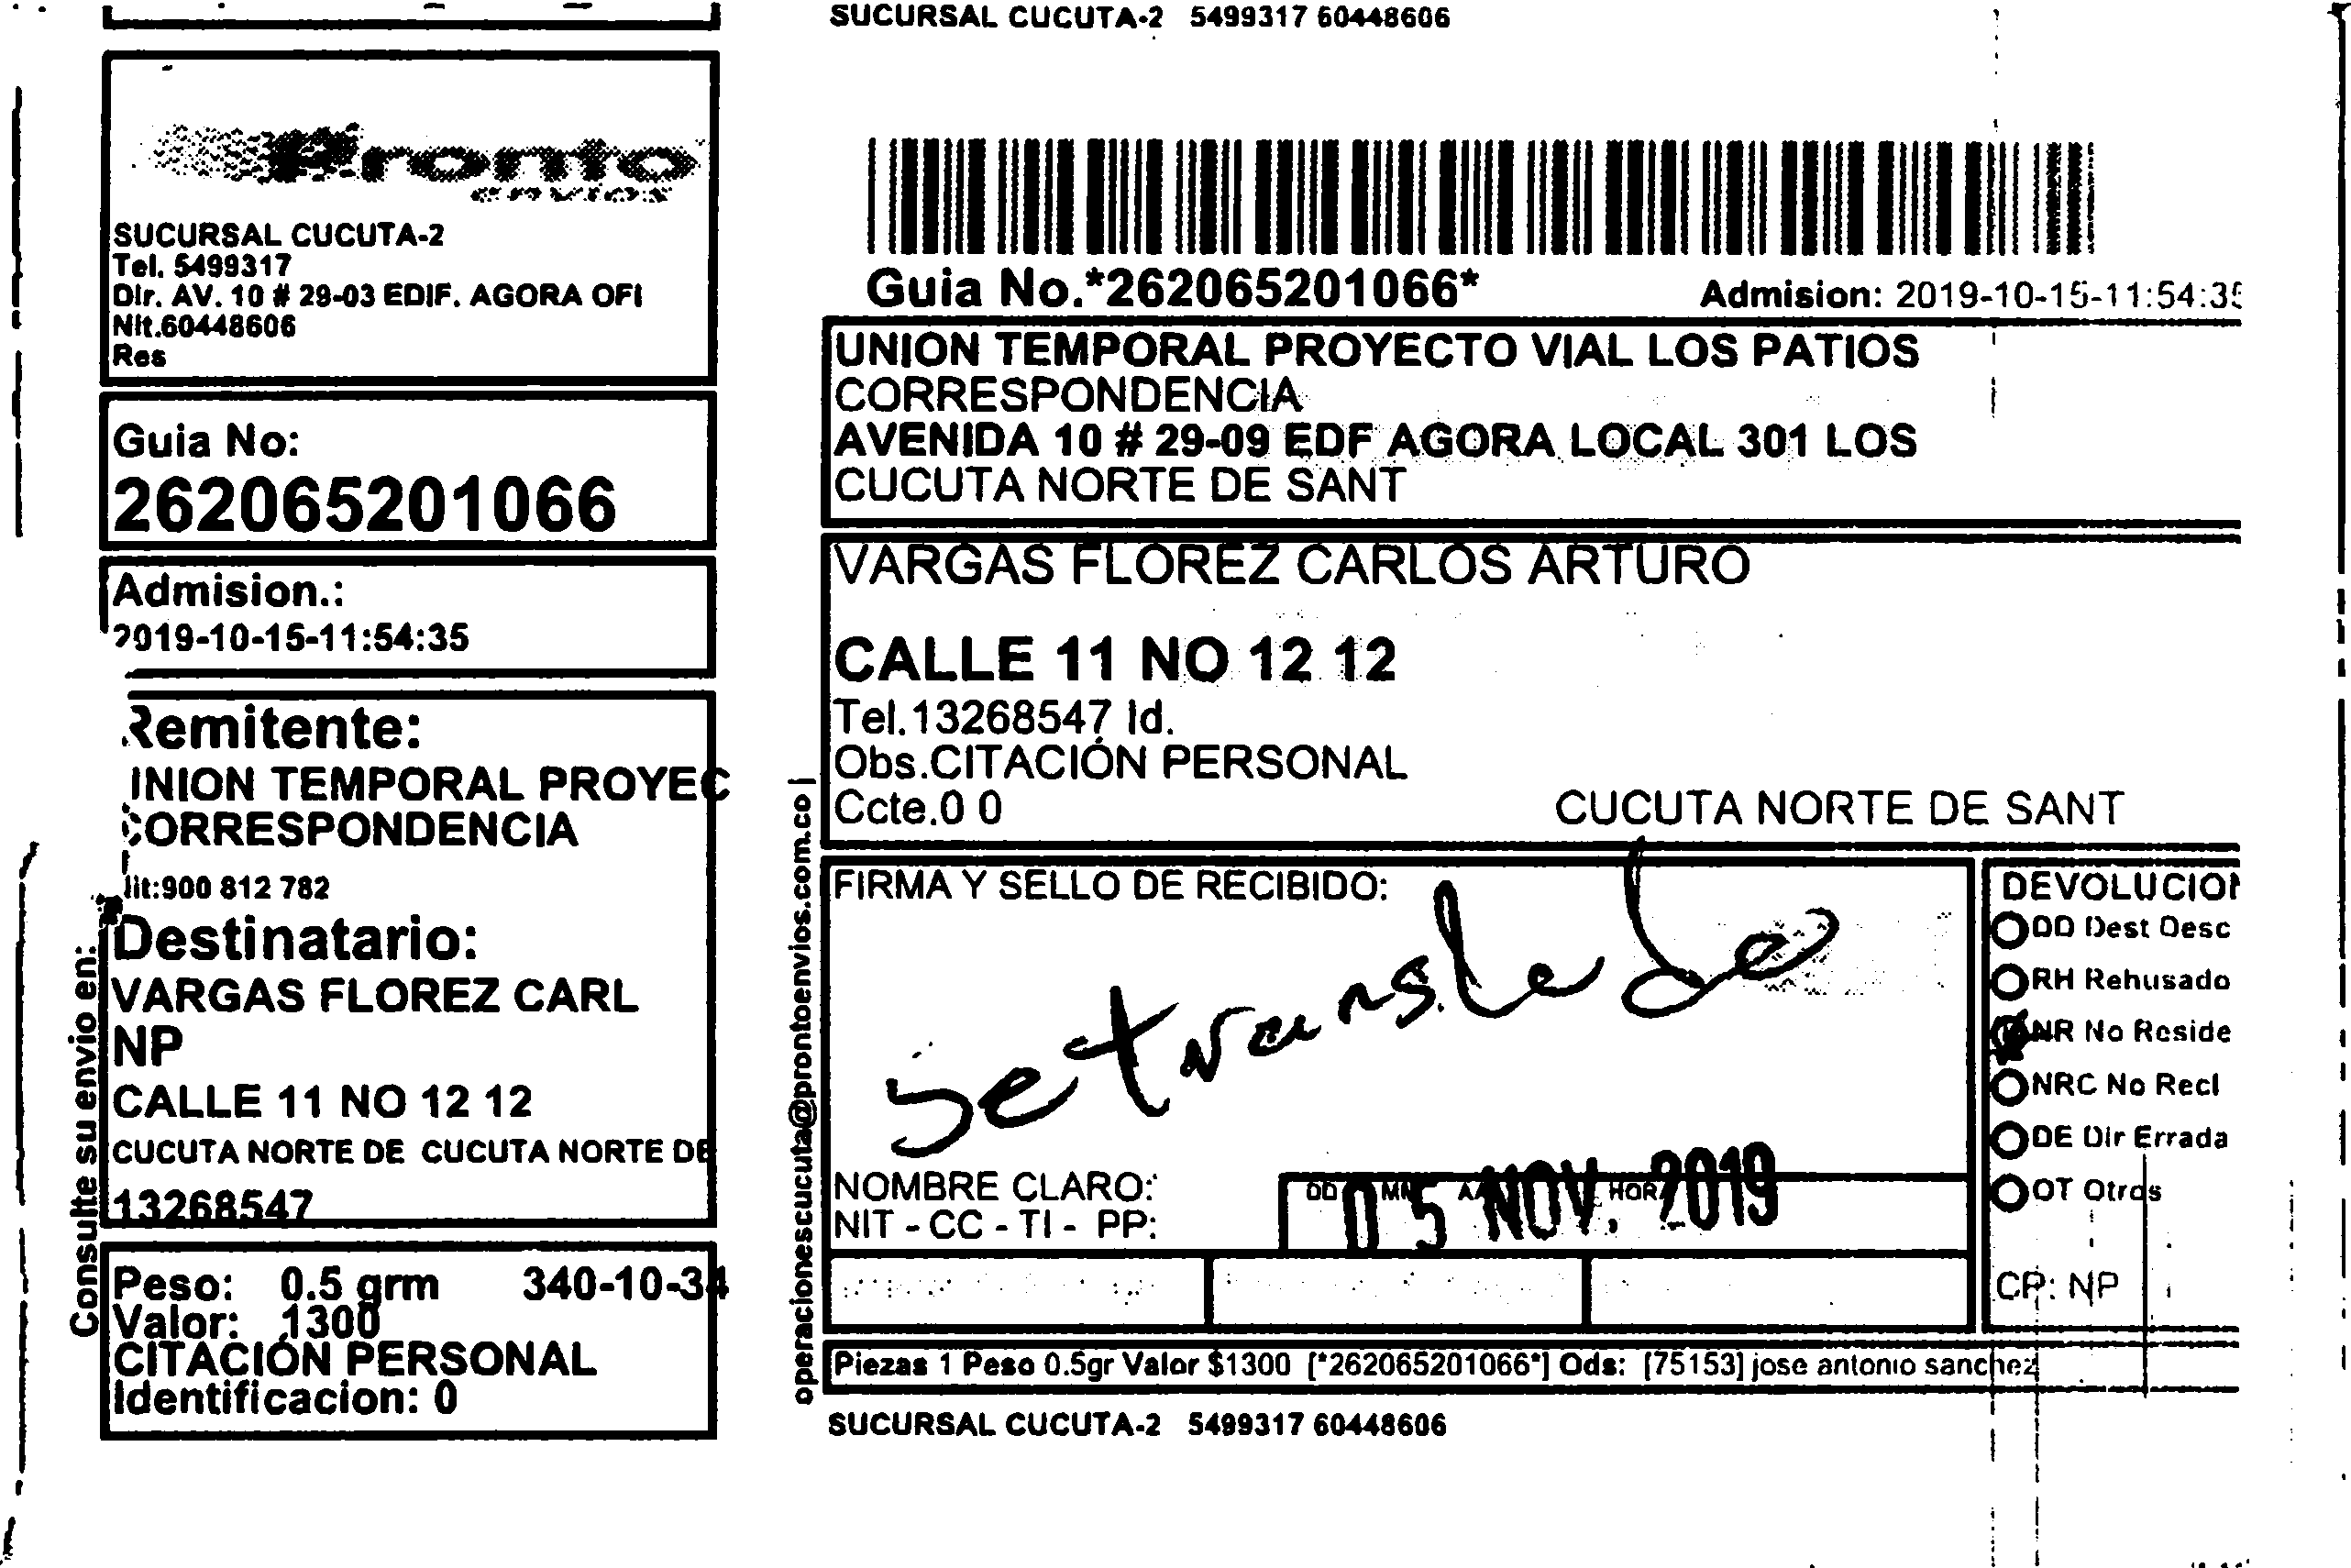 SUCURSAL CUCUTA-2 5499317 60448606
Pronto
envios
SUCURSAL CUCUTA-2
Tel. 5499317
Dir. AV. 10 # 29-03 EDIF. AGORA OFI
Nit.60448606
Res
Guia No:
262065201066
Admision.:
2019-10-15-11:54:35
Remitente:
UNION TEMPORAL PROYEC
CORRESPONDENCIA
Nit:900 812 782
Destinatario:
VARGAS FLOREZ CARL
NP
CALLE 11 NO 12 12
CUCUTA NORTE DE CUCUTA NORTE DE
13268547
Peso: 0.5 grm 340-10-34
Valor: 1300
CITACIÓN PERSONAL
Identificacion: 0
Consulte su envio en:
operacionescucuta@prontoenvios.com.co |
Guia No.*262065201066*
Admision: 2019-10-15-11:54:35
UNION TEMPORAL PROYECTO VIAL LOS PATIOS
CORRESPONDENCIA
AVENIDA 10 # 29-09 EDF AGORA LOCAL 301 LOS
CUCUTA NORTE DE SANT
VARGAS FLOREZ CARLOS ARTURO
CALLE 11 NO 12 12
Tel.13268547 Id.
Obs.CITACIÓN PERSONAL
Ccte.0 0
CUCUTA NORTE DE SANT
FIRMA Y SELLO DE RECIBIDO:
Se transledo
NOMBRE CLARO:
NIT - CC - TI - PP:
DD MM AA HORA
05 NOV. 2019
DEVOLUCION
DD Dest Desc
RH Rehusado
NR No Reside
NRC No Recl
DE Dir Errada
OT Otros
CP: NP
Piezas 1 Peso 0.5gr Valor $1300 [*262065201066*] Ods: [75153] jose antonio sanchez
SUCURSAL CUCUTA-2 5499317 60448606